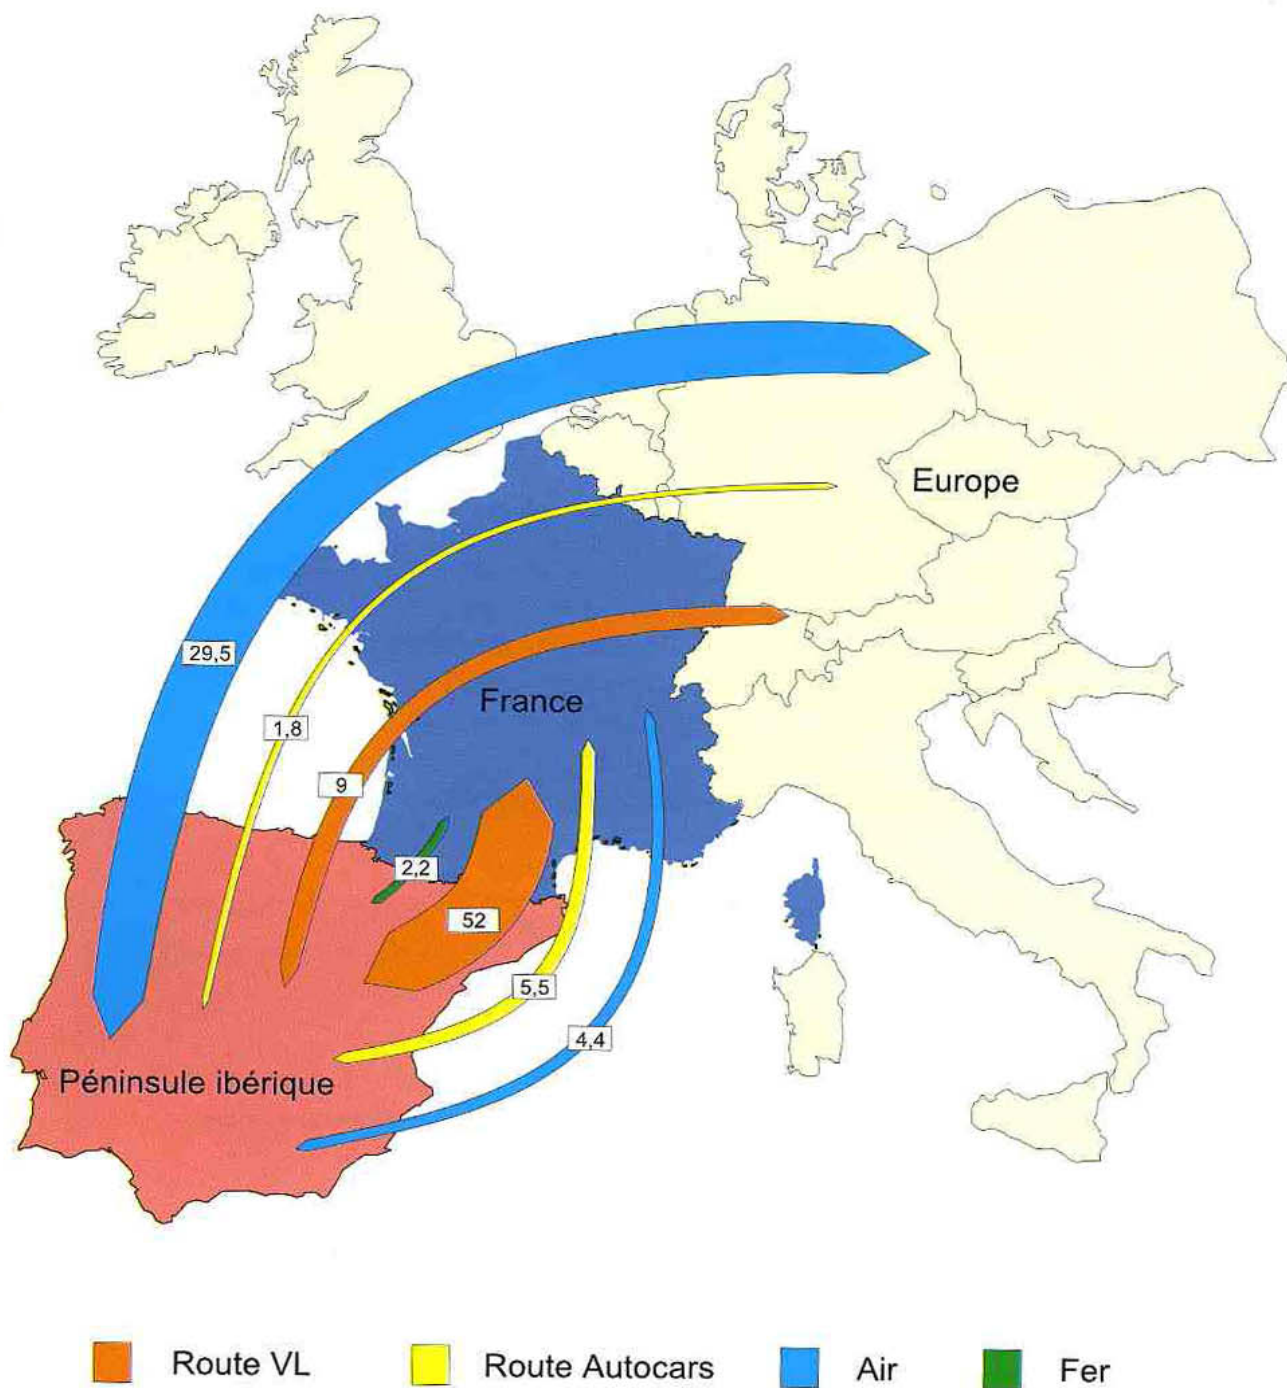 Europe
29,5
France
1,8
9
2,2
52
5,5
4,4
Péninsule ibérique
Route VL
Route Autocars
Air
Fer